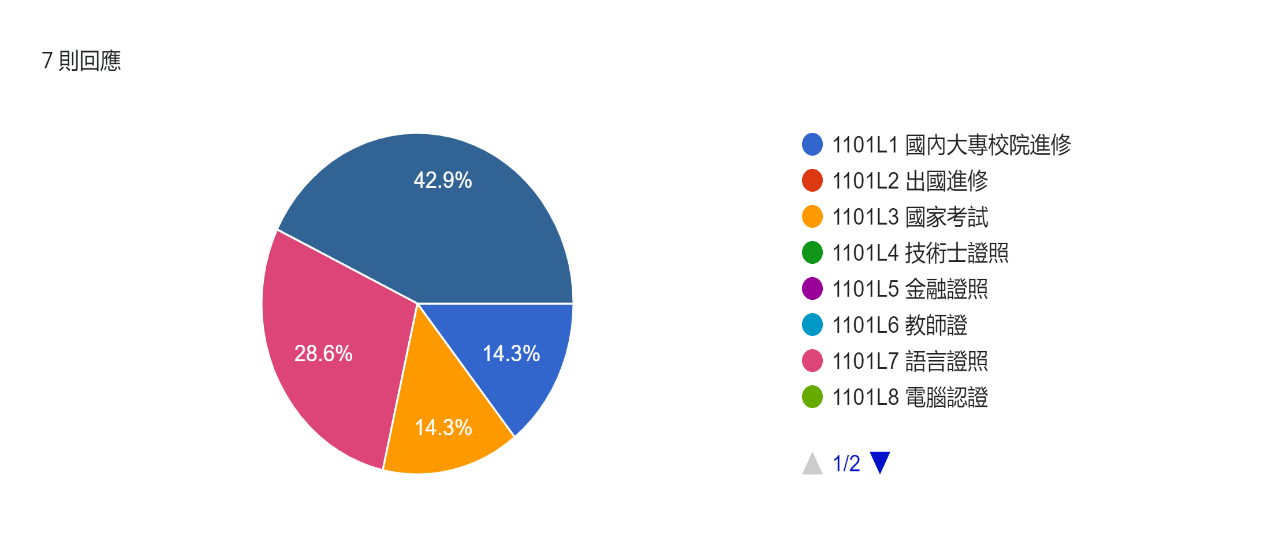 7 則回應
42.9%
28.6%
14.3%
14.3%
1101L1 國內大專校院進修
1101L2 出國進修
1101L3 國家考試
1101L4 技術士證照
1101L5 金融證照
1101L6 教師證
1101L7 語言證照
1101L8 電腦認證
1/2